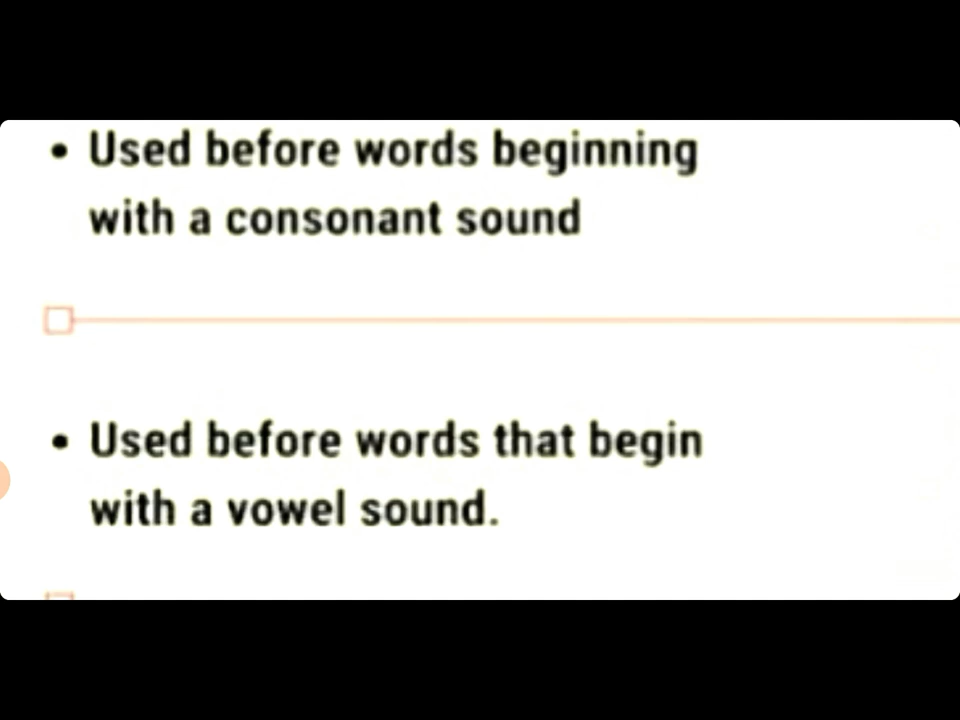 • Used before words beginning
with a consonant sound
• Used before words that begin
with a vowel sound.